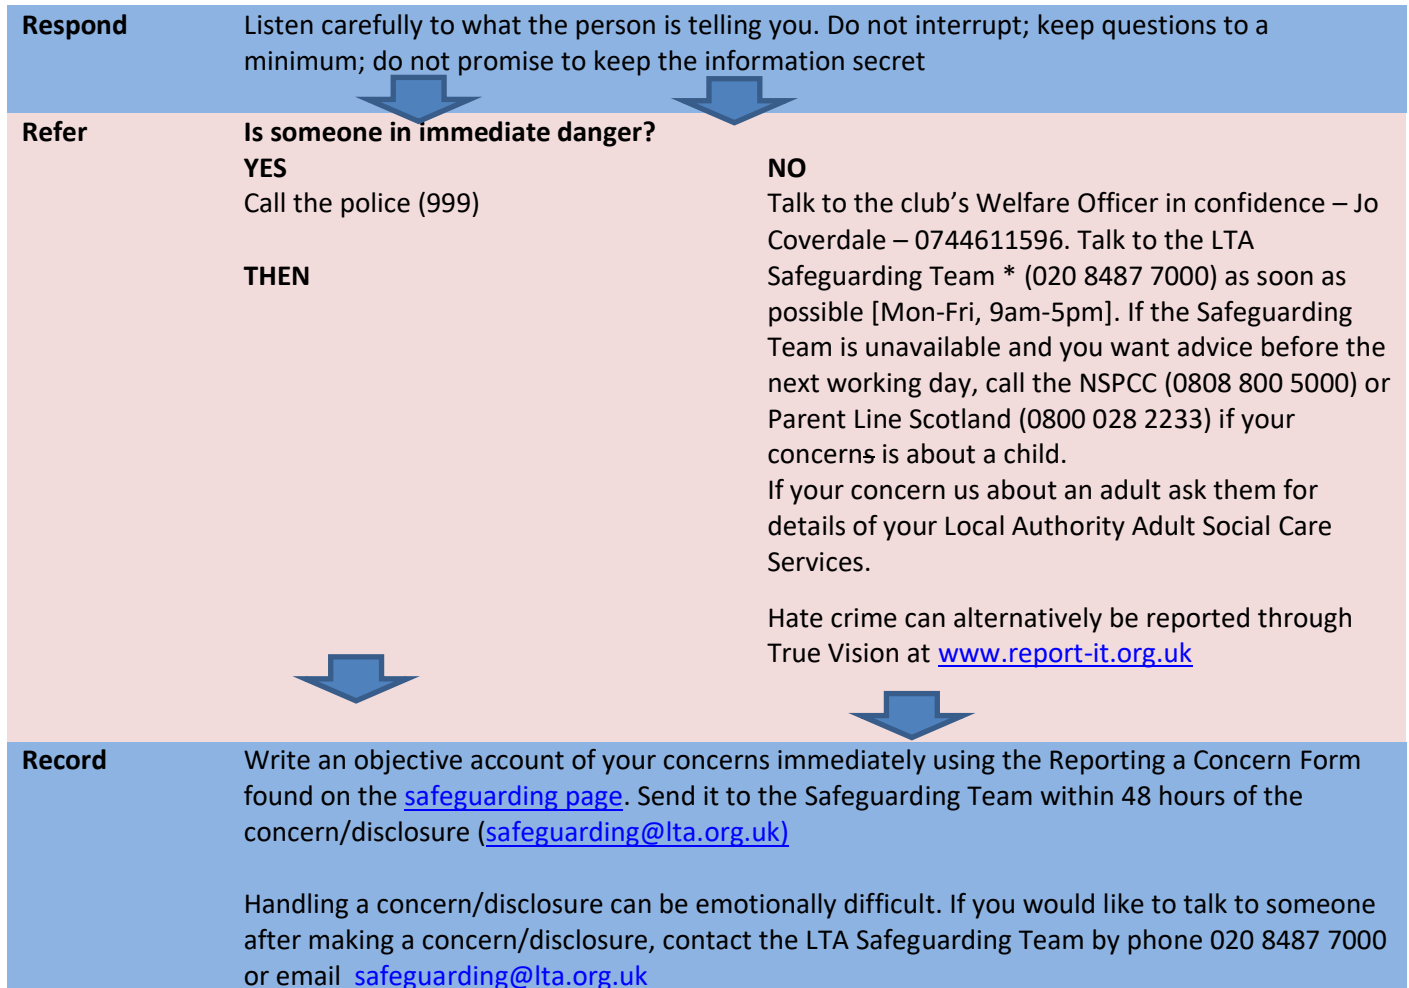 Respond
Listen carefully to what the person is telling you. Do not interrupt; keep questions to a
minimum; do not promise to keep the information secret
Refer
Is someone in immediate danger?
YES
Call the police (999)
THEN
NO
Talk to the club’s Welfare Officer in confidence – Jo
Coverdale – 0744611596. Talk to the LTA
Safeguarding Team * (020 8487 7000) as soon as
possible [Mon-Fri, 9am-5pm]. If the Safeguarding
Team is unavailable and you want advice before the
next working day, call the NSPCC (0808 800 5000) or
Parent Line Scotland (0800 028 2233) if your
concerns is about a child.
If your concern us about an adult ask them for
details of your Local Authority Adult Social Care
Services.
Hate crime can alternatively be reported through
True Vision at www.report-it.org.uk
Record
Write an objective account of your concerns immediately using the Reporting a Concern Form
found on the safeguarding page. Send it to the Safeguarding Team within 48 hours of the
concern/disclosure (safeguarding@lta.org.uk)
Handling a concern/disclosure can be emotionally difficult. If you would like to talk to someone
after making a concern/disclosure, contact the LTA Safeguarding Team by phone 020 8487 7000
or email  safeguarding@lta.org.uk